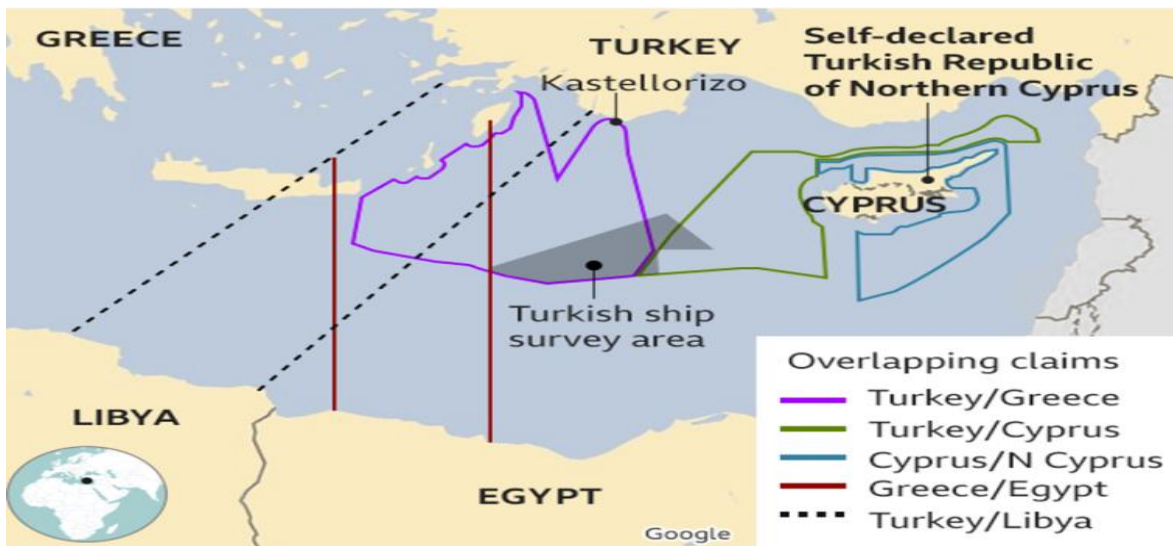 GREECE
TURKEY
Kastellorizo
Self-declared
Turkish Republic
of Northern Cyprus
CYPRUS
Turkish ship
survey area
LIBYA
EGYPT
Google
Overlapping claims
Turkey/Greece
Turkey/Cyprus
Cyprus/N Cyprus
Greece/Egypt
Turkey/Libya